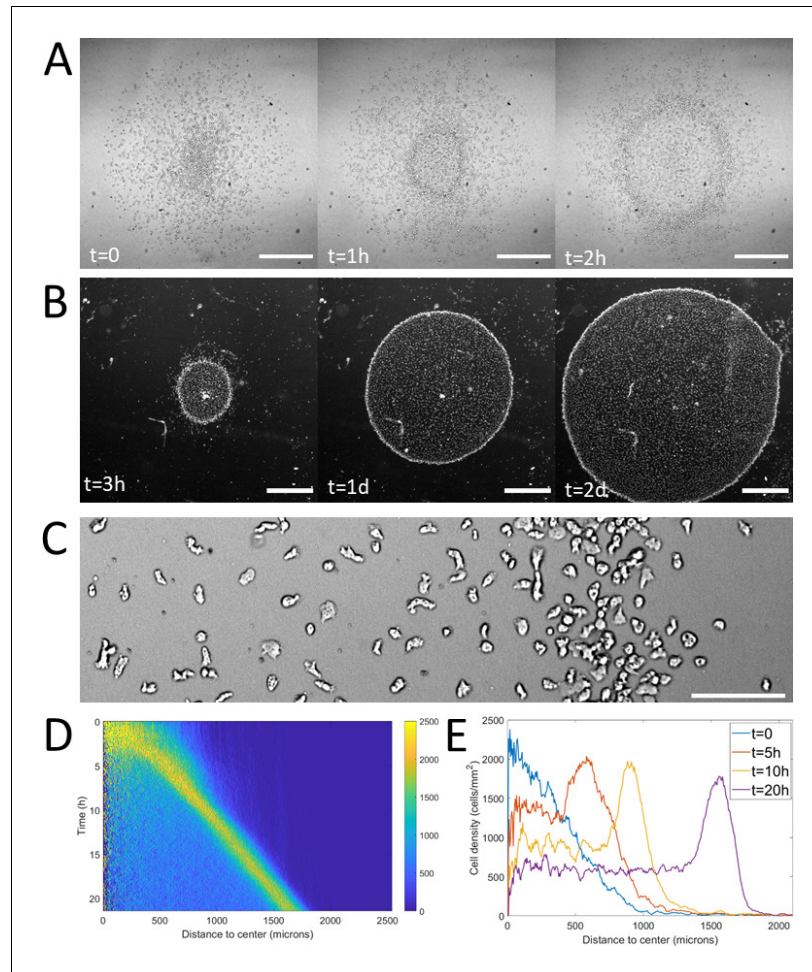 A
t=0
t=1h
t=2h
B
t=3h
t=1d
t=2d
C
D
0
5
10
15
20
Time (h)
0
500
1000
1500
2000
2500
Distance to center (microns)
2500
2000
1500
1000
500
0
E
2500
2000
1500
1000
500
0
Cell density (cells/mm²)
0
500
1000
1500
2000
Distance to center (microns)
t=0
t=5h
t=10h
t=20h